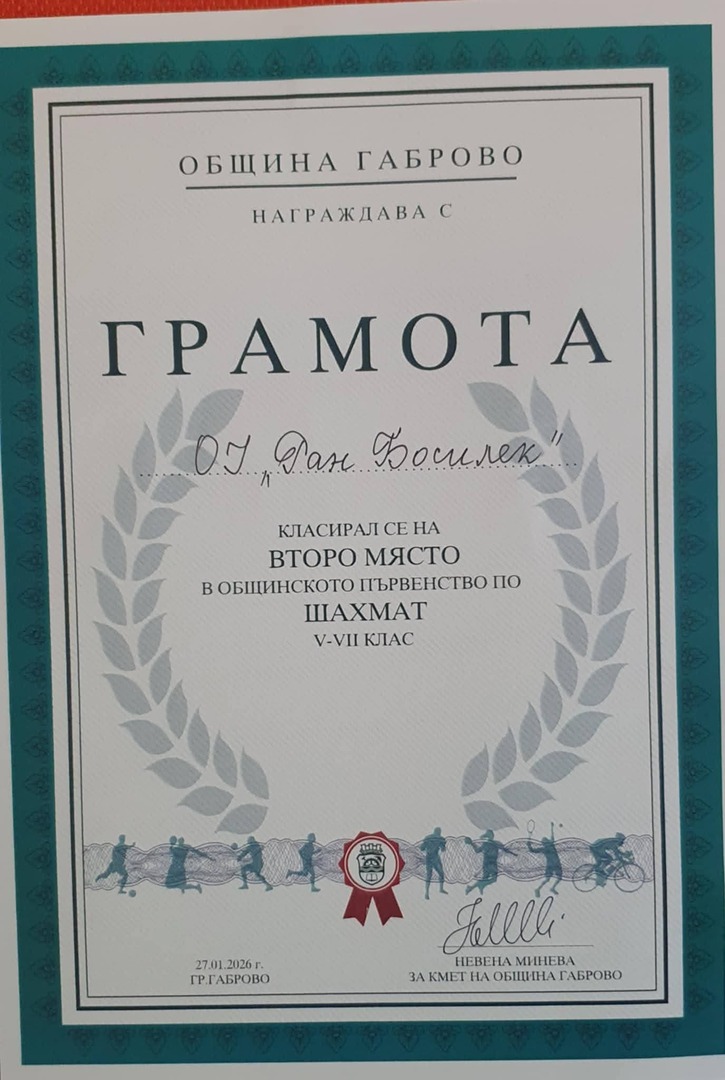 ОБЩИНА ГАБРОВО
НАГРАЖДАВА С
ГРАМОТА
ОУ „Ран Босилек"
КЛАСИРАЛ СЕ НА
ВТОРО МЯСТО
В ОБЩИНСКОТО ПЪРВЕНСТВО ПО
ШАХМАТ
V-VII КЛАС
27.01.2026 г.
ГР.ГАБРОВО
НЕВЕНА МИНЕВА
ЗА КМЕТ НА ОБЩИНА ГАБРОВО